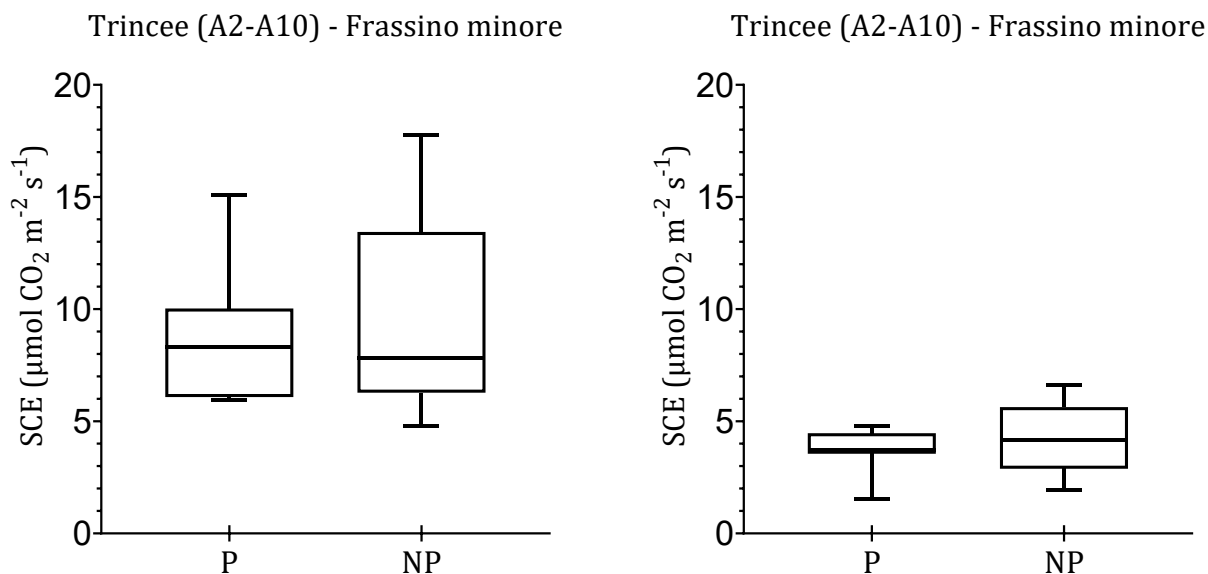 Trincee (A2-A10) - Frassino minore
SCE (µmol CO₂ m⁻² s⁻¹)
20
15
10
5
0
P NP
Trincee (A2-A10) - Frassino minore
SCE (µmol CO₂ m⁻² s⁻¹)
20
15
10
5
0
P NP